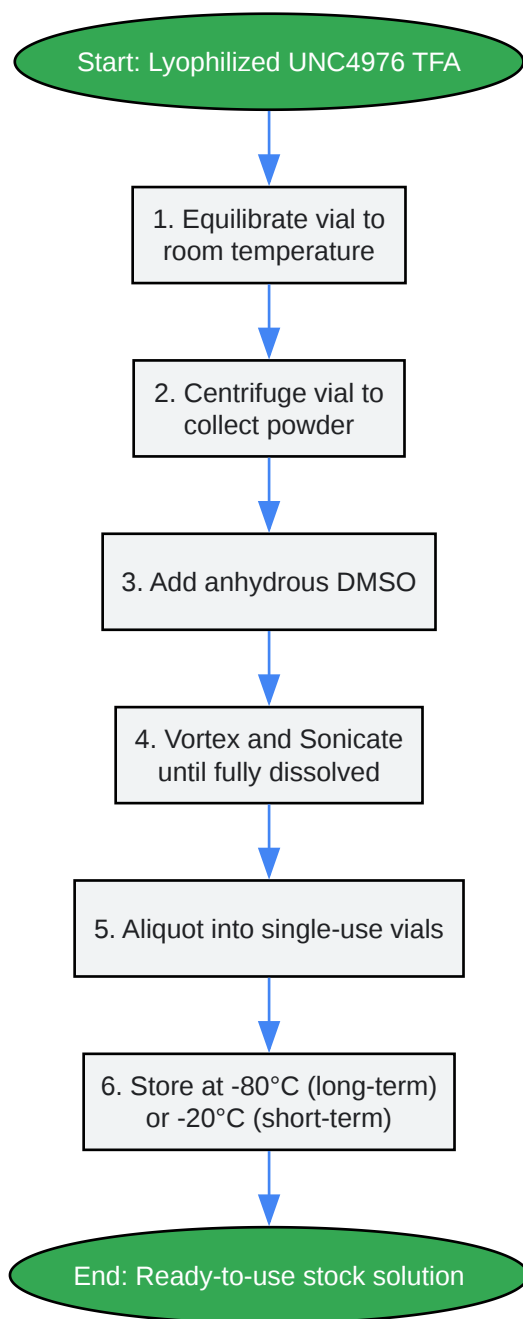 Start: Lyophilized UNC4976 TFA
1. Equilibrate vial to
room temperature
2. Centrifuge vial to
collect powder
3. Add anhydrous DMSO
4. Vortex and Sonicate
until fully dissolved
5. Aliquot into single-use vials
6. Store at -80°C (long-term)
or -20°C (short-term)
End: Ready-to-use stock solution